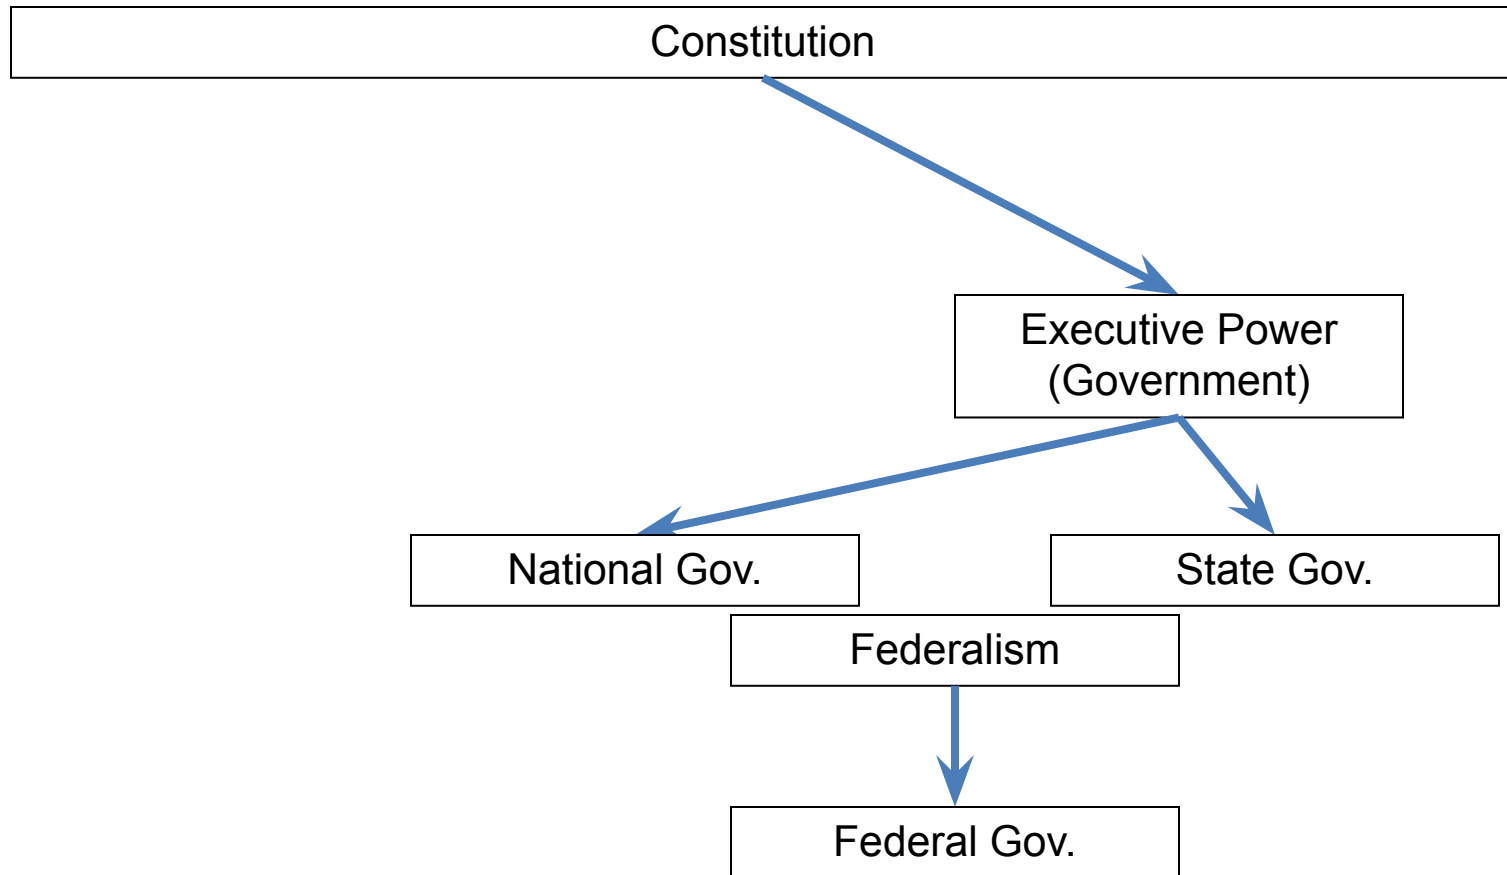 Constitution
Executive Power
(Government)
National Gov.
State Gov.
Federalism
Federal Gov.